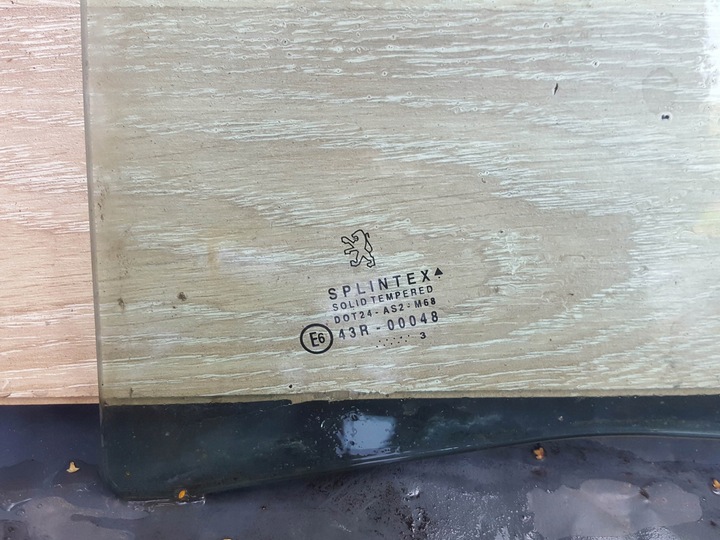 SPLINTEX
SOLID TEMPERED
DOT24 - AS2 - M68
E6 43R - 00048
3